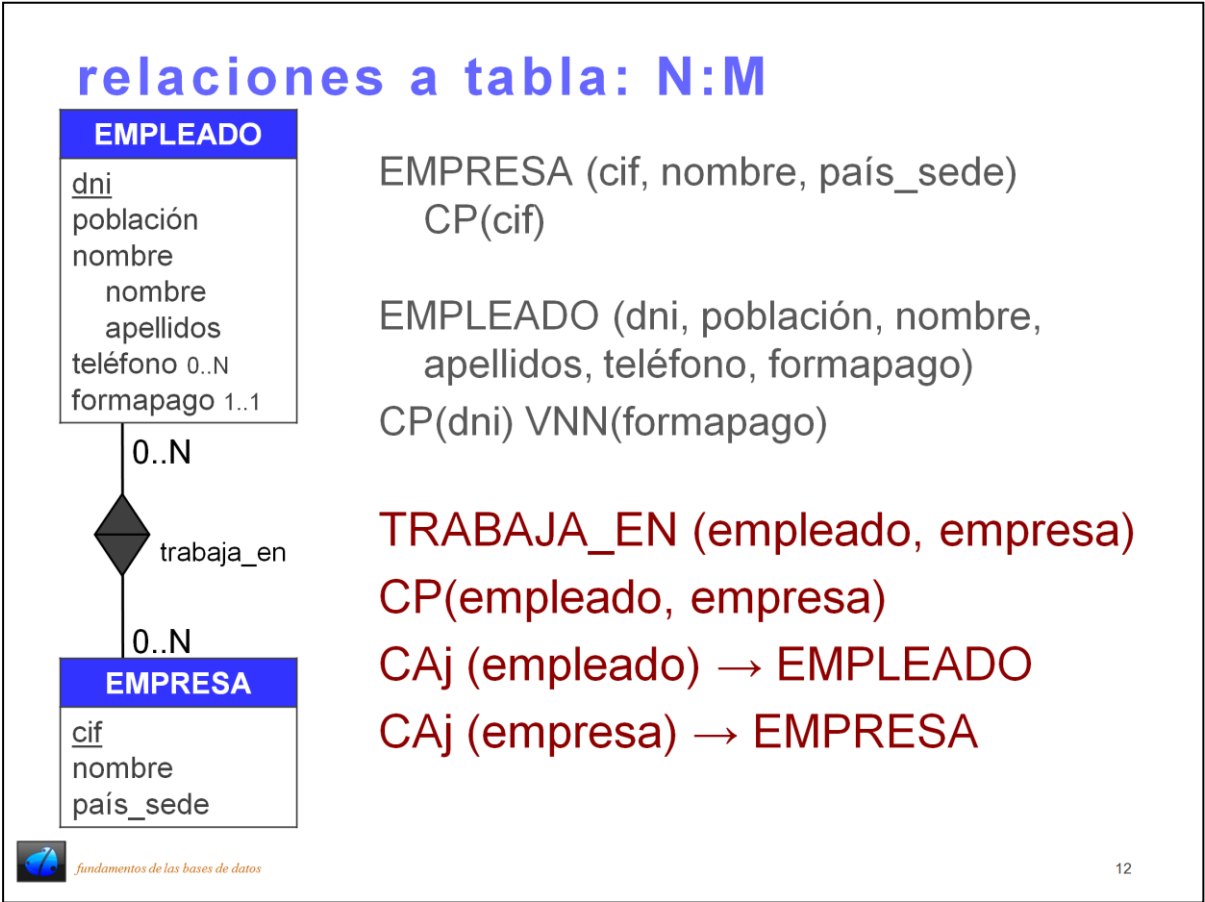 relaciones a tabla: N:M
EMPLEADO
dni
población
nombre
nombre
apellidos
teléfono 0..N
formapago 1..1
0..N
trabaja_en
0..N
EMPRESA
cif
nombre
país_sede
EMPRESA (cif, nombre, país_sede)
CP(cif)
EMPLEADO (dni, población, nombre,
apellidos, teléfono, formapago)
CP(dni) VNN(formapago)
TRABAJA_EN (empleado, empresa)
CP(empleado, empresa)
CAj (empleado) → EMPLEADO
CAj (empresa) → EMPRESA
fundamentos de las bases de datos
12